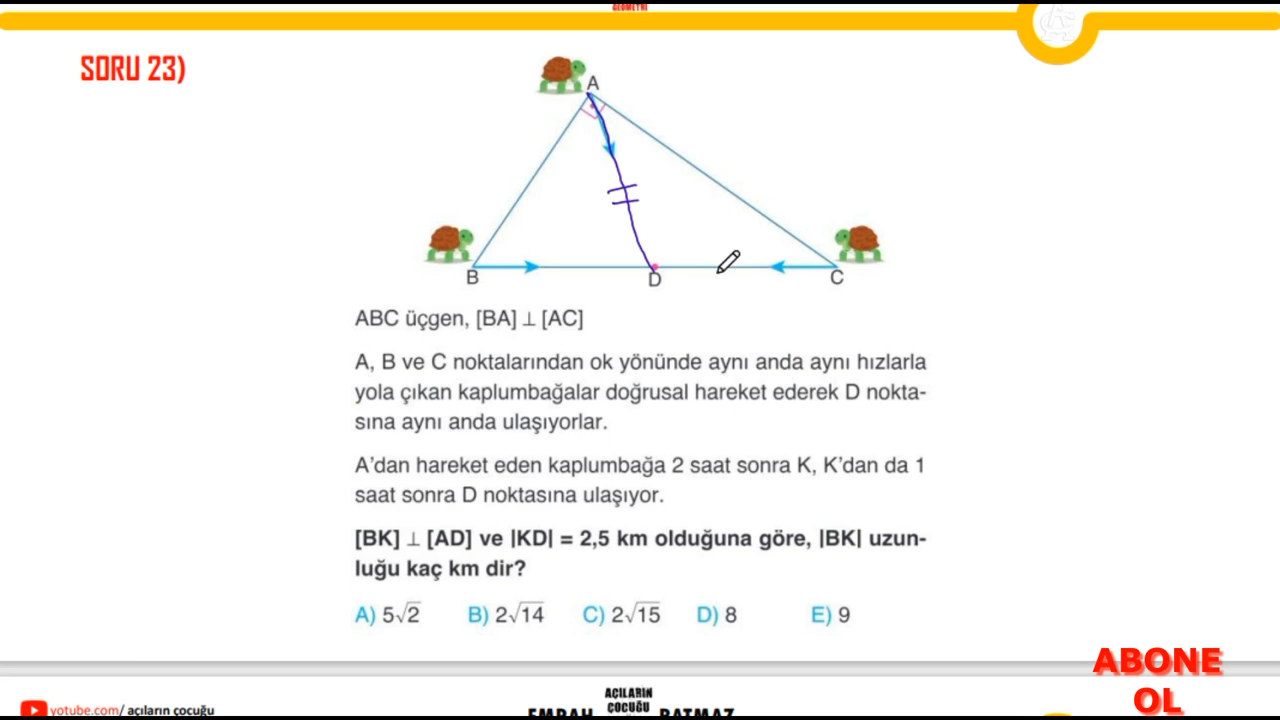 GEOMETRİ
SORU 23)
A
B
D
C
ABC üçgen, [BA] ⊥ [AC]
A, B ve C noktalarından ok yönünde aynı anda aynı hızlarla
yola çıkan kaplumbağalar doğrusal hareket ederek D nokta-
sına aynı anda ulaşıyorlar.
A'dan hareket eden kaplumbağa 2 saat sonra K, K'dan da 1
saat sonra D noktasına ulaşıyor.
[BK] ⊥ [AD] ve |KD| = 2,5 km olduğuna göre, |BK| uzun-
luğu kaç km dir?
A) 5√2 B) 2√14 C) 2√15 D) 8 E) 9
ABONE
OL
yotube.com/ açıların çocuğu
AÇILARIN
ÇOCUĞU
EMRAH BATMAZ